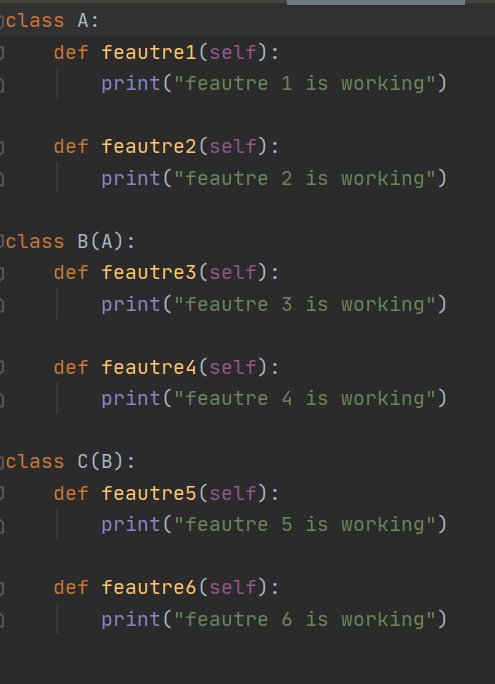 class A:
    def feautre1(self):
        print("feautre 1 is working")
    def feautre2(self):
        print("feautre 2 is working")
class B(A):
    def feautre3(self):
        print("feautre 3 is working")
    def feautre4(self):
        print("feautre 4 is working")
class C(B):
    def feautre5(self):
        print("feautre 5 is working")
    def feautre6(self):
        print("feautre 6 is working")